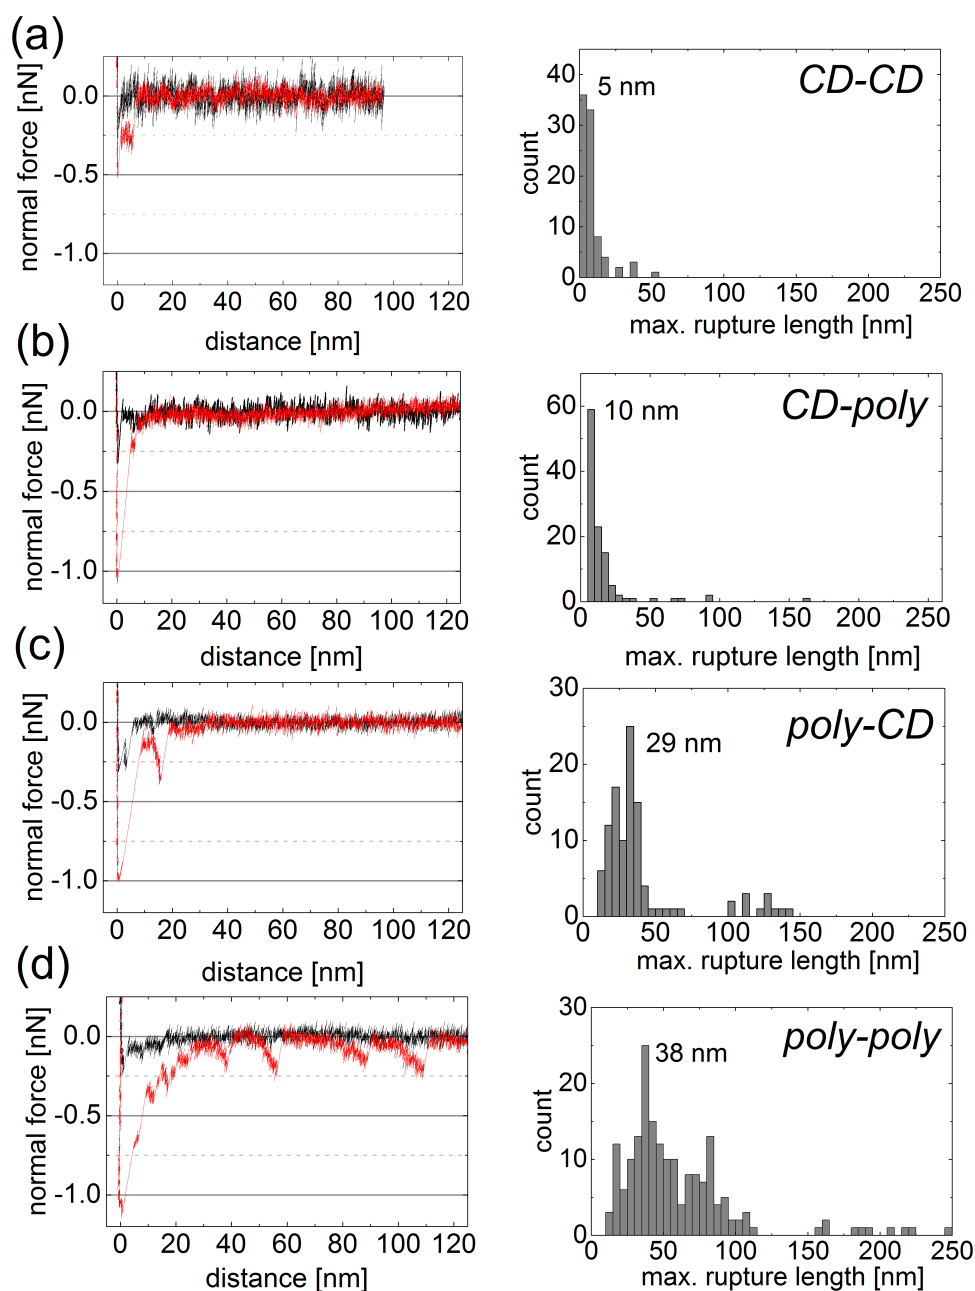 (a)
normal force [nN]
0.0
-0.5
-1.0
0 20 40 60 80 100 120
distance [nm]
count
40
30
20
10
0
5 nm
CD-CD
0 50 100 150 200 250
max. rupture length [nm]
(b)
normal force [nN]
0.0
-0.5
-1.0
0 20 40 60 80 100 120
distance [nm]
count
60
40
20
0
10 nm
CD-poly
0 50 100 150 200 250
max. rupture length [nm]
(c)
normal force [nN]
0.0
-0.5
-1.0
0 20 40 60 80 100 120
distance [nm]
count
30
20
10
0
29 nm
poly-CD
0 50 100 150 200 250
max. rupture length [nm]
(d)
normal force [nN]
0.0
-0.5
-1.0
0 20 40 60 80 100 120
distance [nm]
count
30
20
10
0
38 nm
poly-poly
0 50 100 150 200 250
max. rupture length [nm]